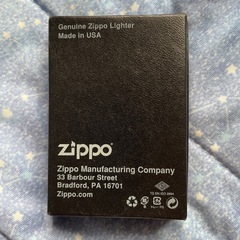 Genuine Zippo Lighter
Made in USA
zippo
Zippo Manufacturing Company
33 Barbour Street
Bradford, PA 16701
Zippo.com